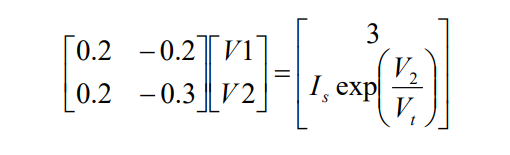 [0.2 -0.2] [V1] = [3]
[0.2 -0.3] [V2] [I_s exp(V_2/V_t)]